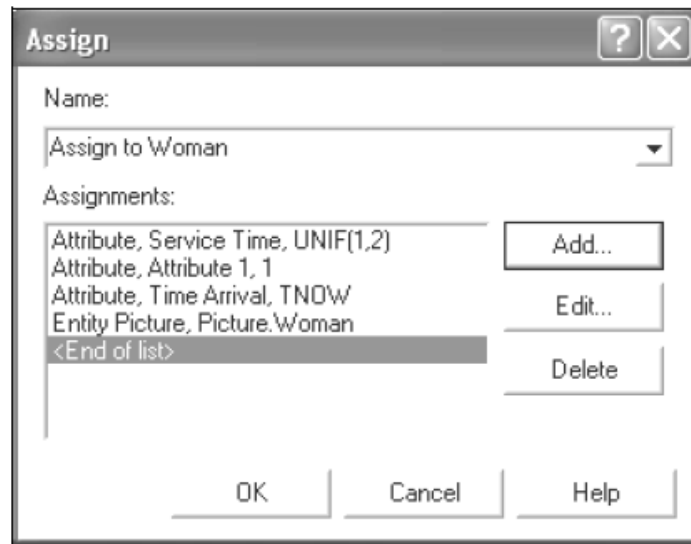 Assign
Name:
Assign to Woman
Assignments:
Attribute, Service Time, UNIF(1,2)
Attribute, Attribute 1, 1
Attribute, Time Arrival, TNOW
Entity Picture, Picture.Woman
<End of list>
Add...
Edit...
Delete
OK
Cancel
Help